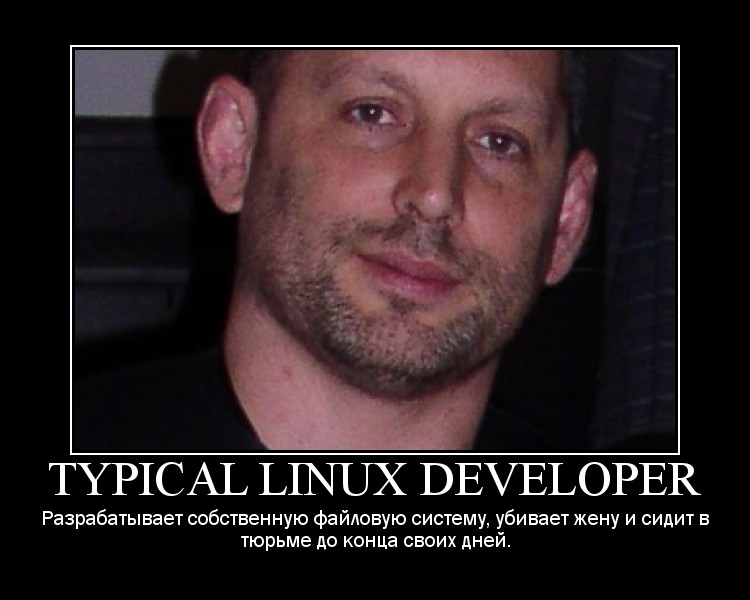 TYPICAL LINUX DEVELOPER
Разрабатывает собственную файловую систему, убивает жену и сидит в
тюрьме до конца своих дней.